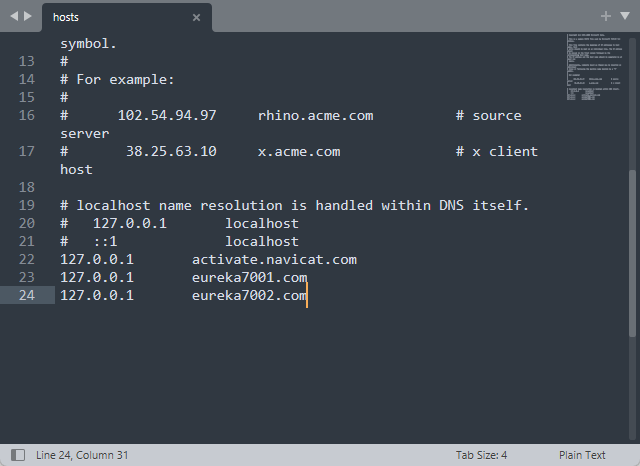 hosts
symbol.
13 #
14 # For example:
15 #
16 # 102.54.94.97 rhino.acme.com # source
server
17 # 38.25.63.10 x.acme.com # x client
host
18
19 # localhost name resolution is handled within DNS itself.
20 # 127.0.0.1 localhost
21 # ::1 localhost
22 127.0.0.1 activate.navicat.com
23 127.0.0.1 eureka7001.com
24 127.0.0.1 eureka7002.com
Line 24, Column 31 Tab Size: 4 Plain Text